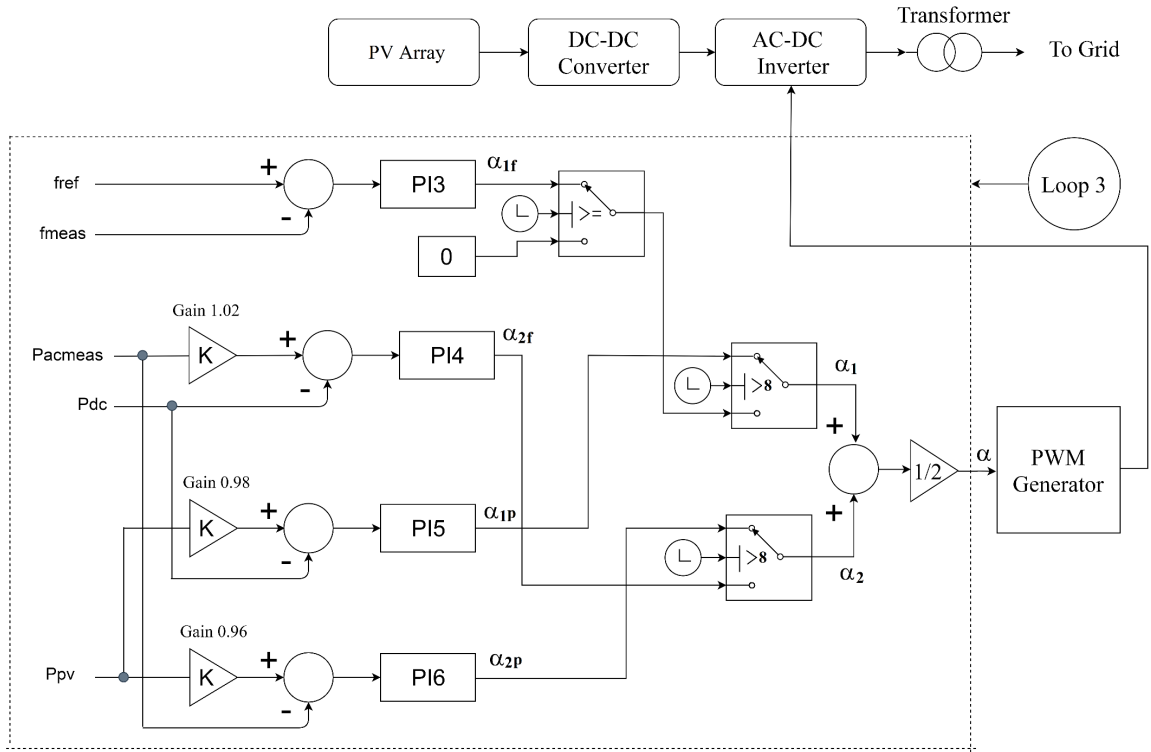 Transformer
PV Array
DC-DC
Converter
AC-DC
Inverter
To Grid
fref
+
-
fmeas
PI3
α1f
>=
0
Loop 3
Gain 1.02
Pacmeas
K
+
-
Pdc
PI4
α2f
>8
α1
+
Gain 0.98
K
+
-
PI5
α1p
1/2
α
PWM
Generator
+
>8
α2
Gain 0.96
Ppv
K
+
-
PI6
α2p